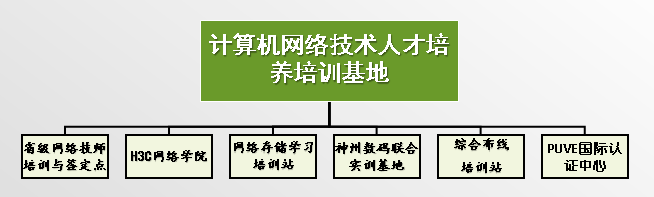 计算机网络技术人才培
养培训基地
省级网络技师
培训与签定点
H3C网络学院
网络存储学习
培训站
神州数码联合
实训基地
综合布线
培训站
PUVE国际认
证中心